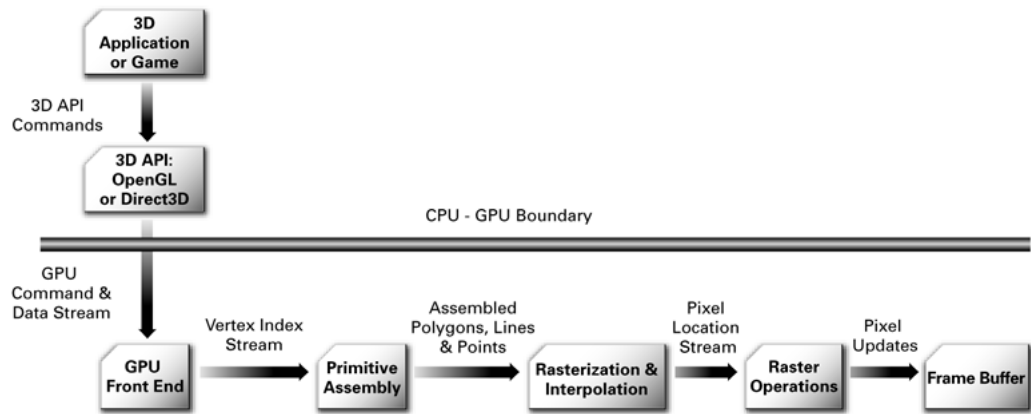 3D
Application
or Game
3D API
Commands
3D API:
OpenGL
or Direct3D
CPU - GPU Boundary
GPU
Command &
Data Stream
GPU
Front End
Vertex Index
Stream
Primitive
Assembly
Assembled
Polygons, Lines
& Points
Rasterization &
Interpolation
Pixel
Location
Stream
Raster
Operations
Pixel
Updates
Frame Buffer